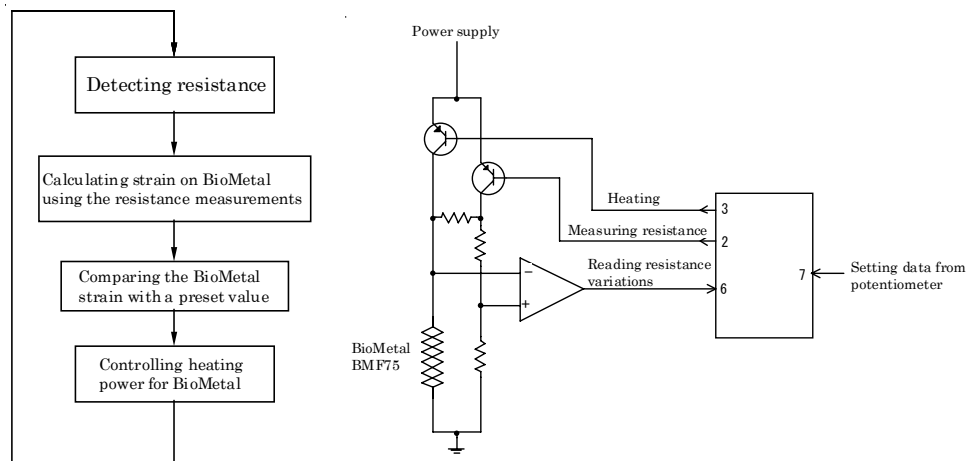 Detecting resistance
Calculating strain on BioMetal
using the resistance measurements
Comparing the BioMetal
strain with a preset value
Controlling heating
power for BioMetal
Power supply
Heating
Measuring resistance
Reading resistance
variations
3
2
6
7
Setting data from
potentiometer
−
+
BioMetal
BMF75